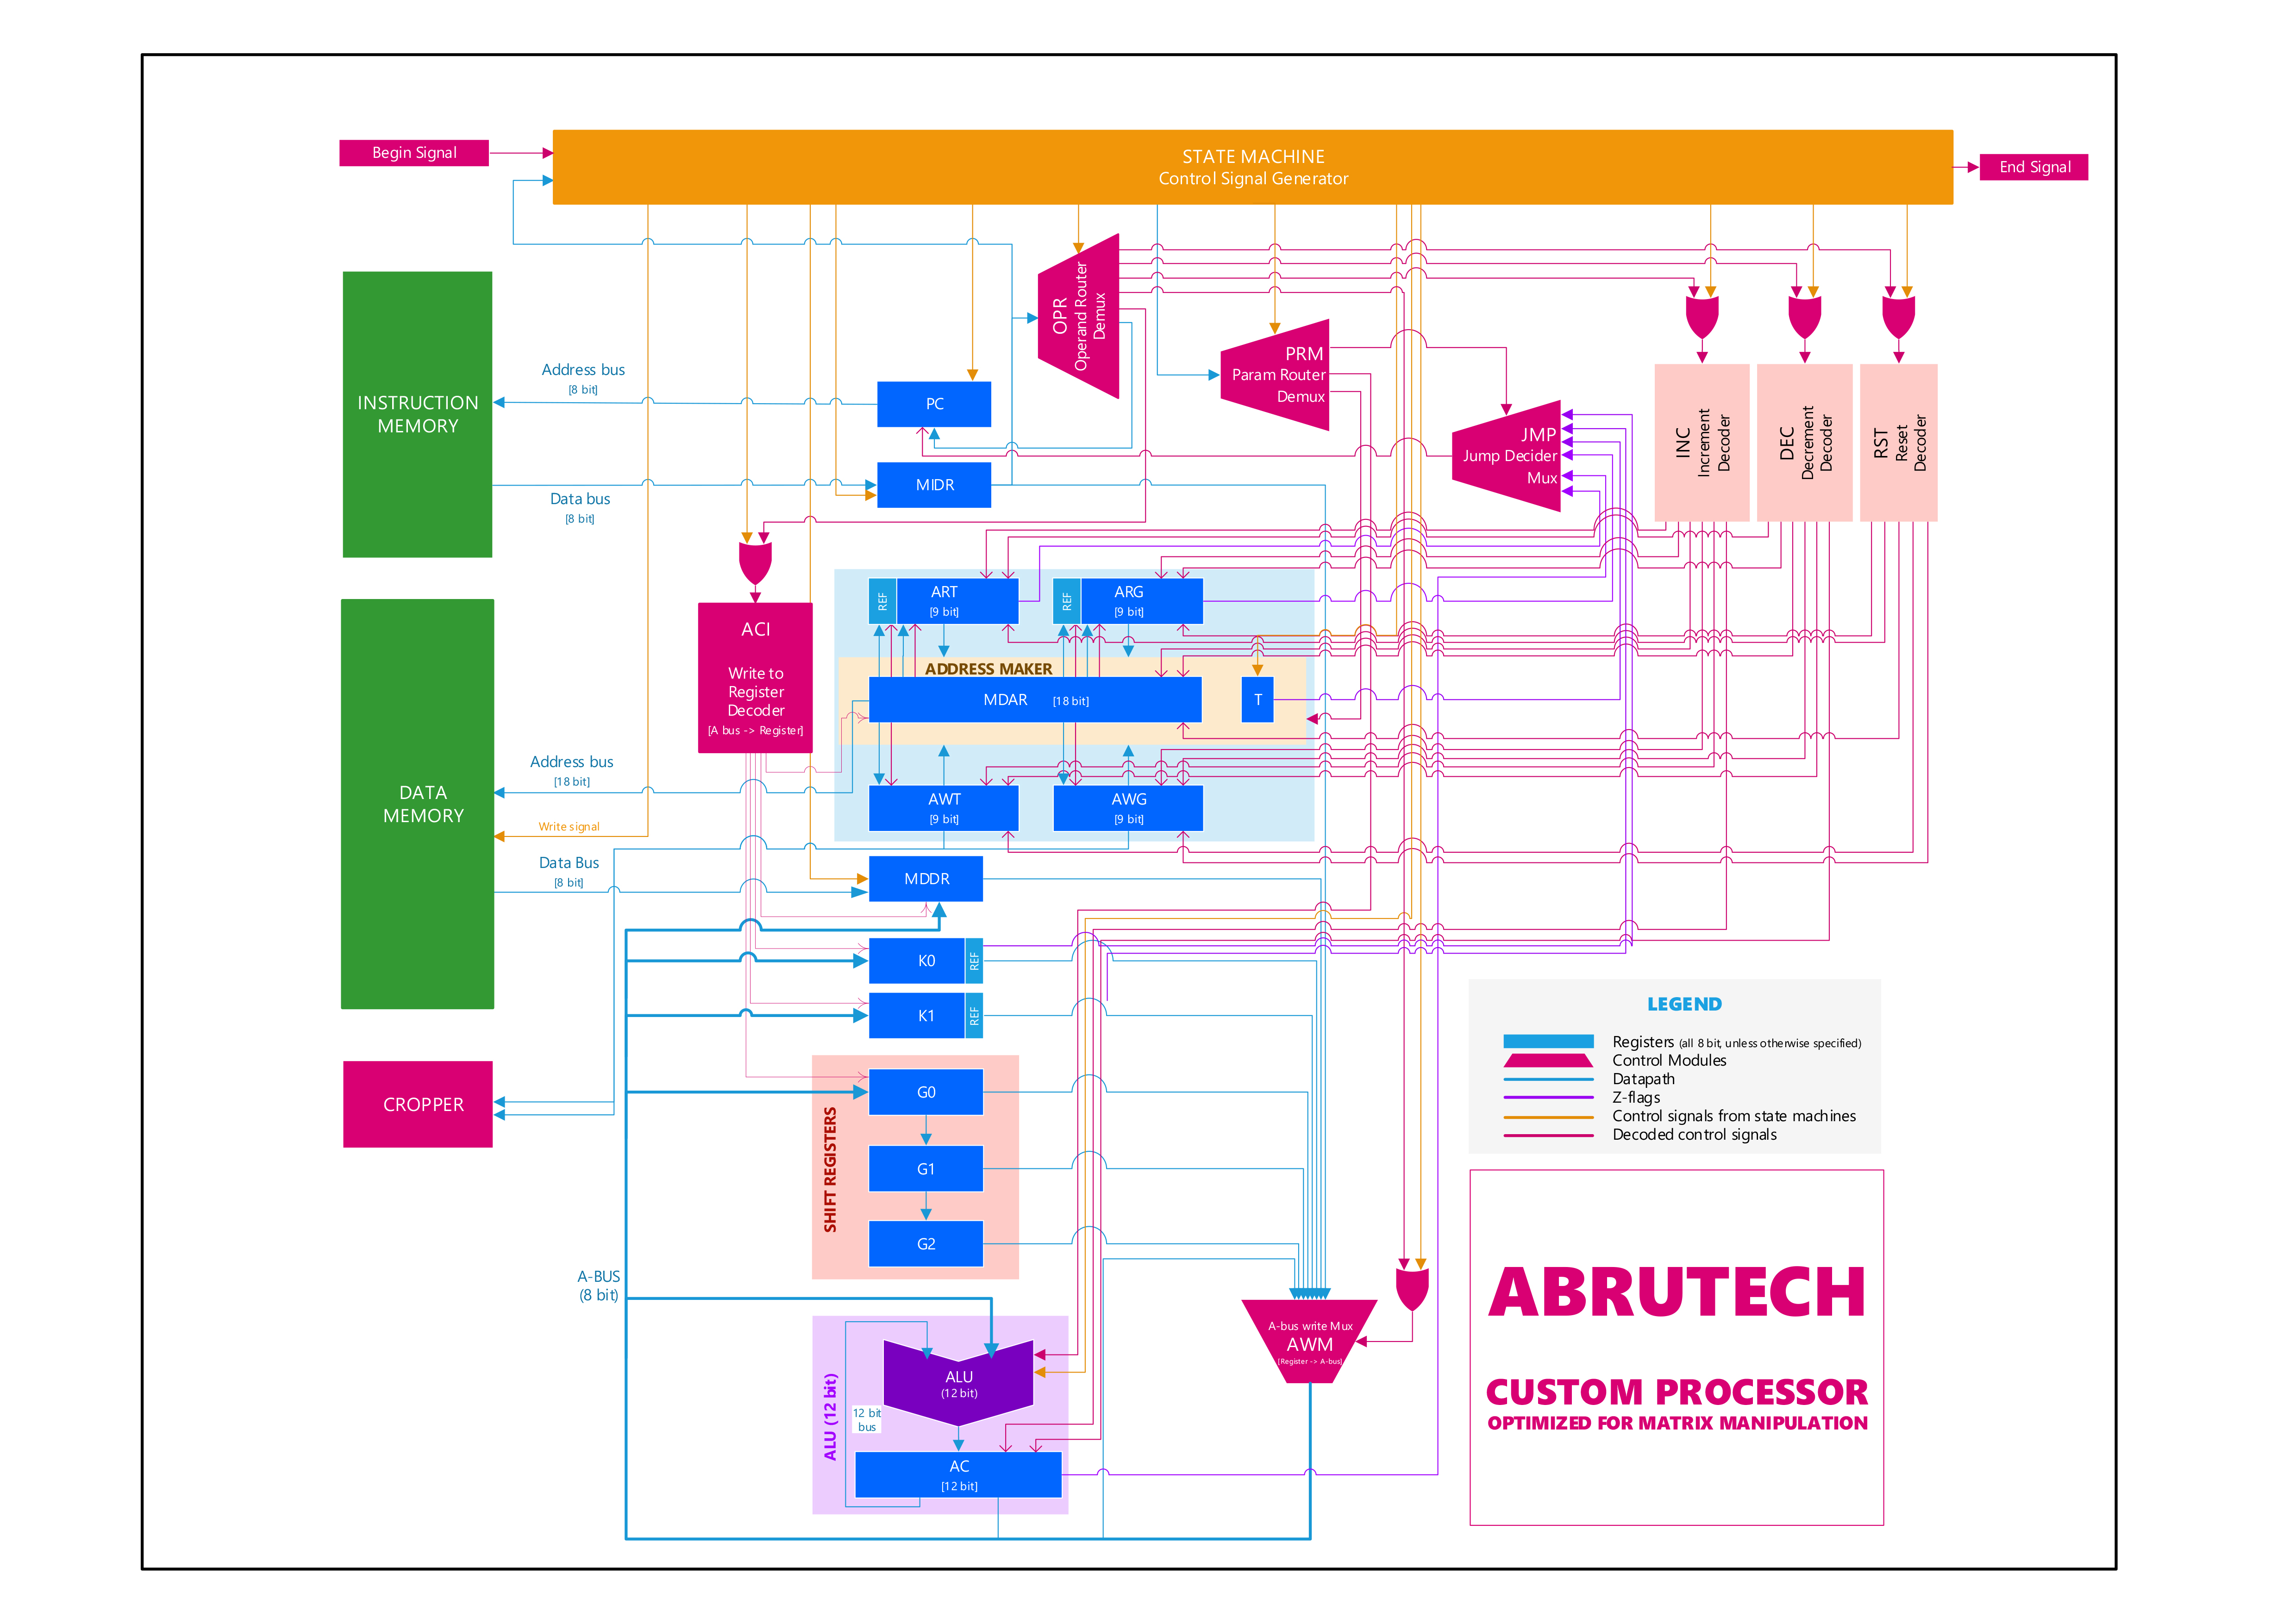 Begin Signal
STATE MACHINE
Control Signal Generator
End Signal
OPR
Operand Router
Demux
PRM
Param Router
Demux
INSTRUCTION
MEMORY
Address bus
[8 bit]
PC
JMP
Jump Decider
Mux
INC
Increment
Decoder
DEC
Decrement
Decoder
RST
Reset
Decoder
Data bus
[8 bit]
MIDR
ACI
Write to
Register
Decoder
[A bus -> Register]
REF
ART
[9 bit]
REF
ARG
[9 bit]
ADDRESS MAKER
MDAR [18 bit]
T
DATA
MEMORY
Address bus
[18 bit]
Write signal
Data Bus
[8 bit]
AWT
[9 bit]
AWG
[9 bit]
MDDR
K0
REF
K1
REF
CROPPER
SHIFT REGISTERS
G0
G1
G2
A-BUS
(8 bit)
ALU (12 bit)
ALU
(12 bit)
12 bit
bus
AC
[12 bit]
A-bus write Mux
AWM
[Register -> A-bus]
LEGEND
Registers (all 8 bit, unless otherwise specified)
Control Modules
Datapath
Z-flags
Control signals from state machines
Decoded control signals
ABRUTECH
CUSTOM PROCESSOR
OPTIMIZED FOR MATRIX MANIPULATION